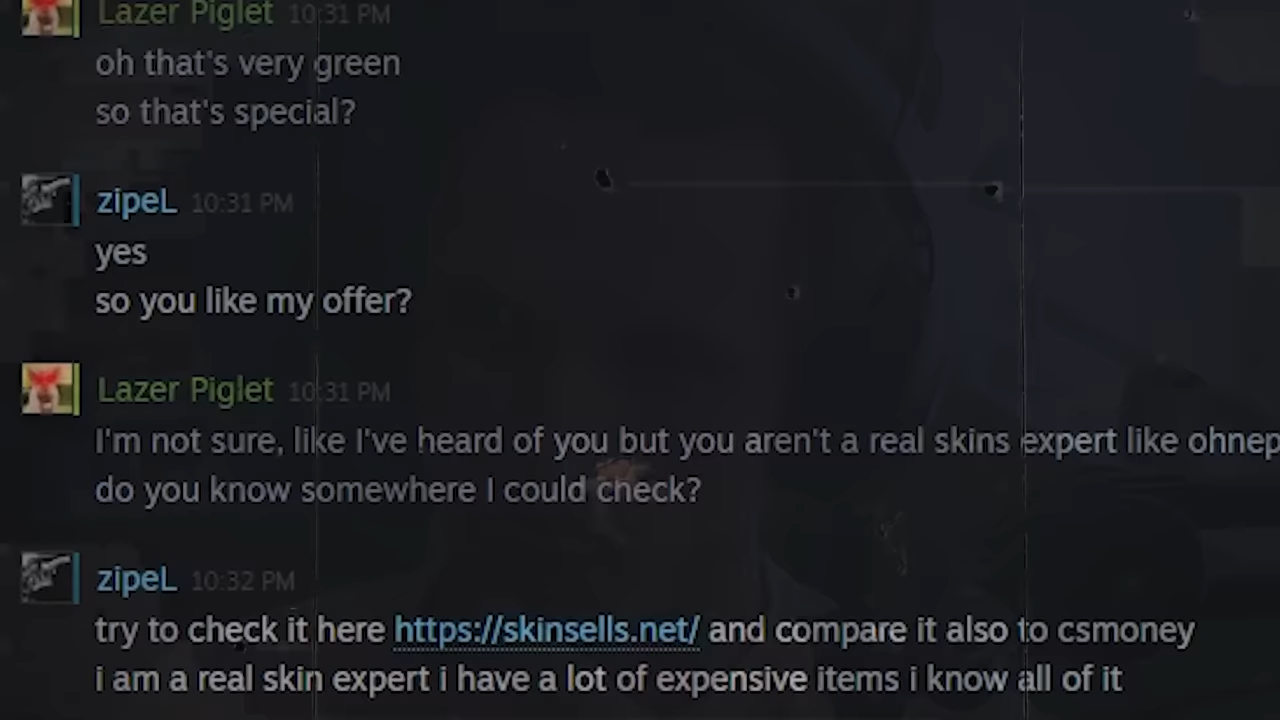 Lazer Piglet 10:31 PM
oh that's very green
so that's special?
zipeL 10:31 PM
yes
so you like my offer?
Lazer Piglet 10:31 PM
I'm not sure, like I've heard of you but you aren't a real skins expert like ohnep
do you know somewhere I could check?
zipeL 10:32 PM
try to check it here https://skinsells.net/ and compare it also to csmoney
i am a real skin expert i have a lot of expensive items i know all of it